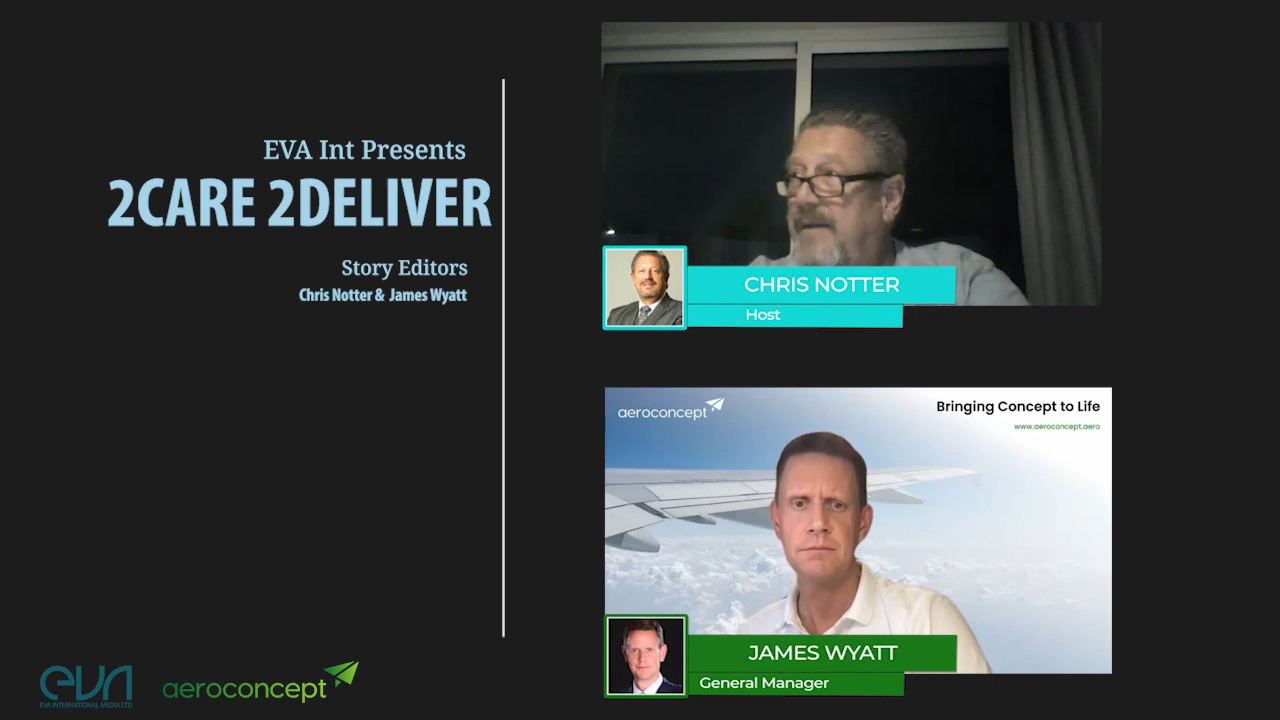 EVA Int Presents
2CARE 2DELIVER
Story Editors
Chris Notter & James Wyatt
CHRIS NOTTER
Host
aeroconcept
Bringing Concept to Life
www.aeroconcept.aero
JAMES WYATT
General Manager
eva
EVA INTERNATIONAL MEDIA LTD
aeroconcept